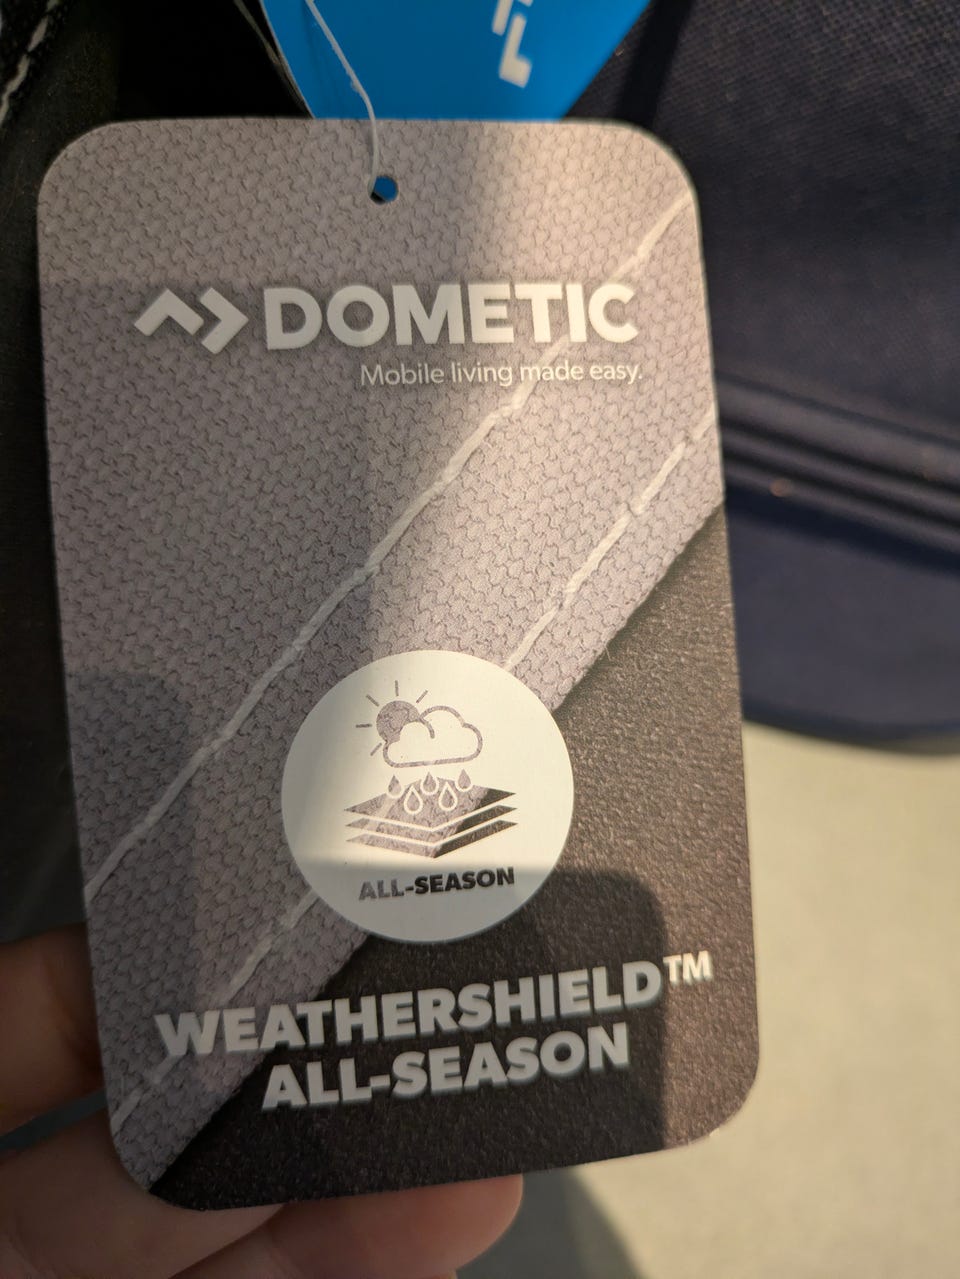 DOMETIC
Mobile living made easy.
ALL-SEASON
WEATHERSHIELD™
ALL-SEASON